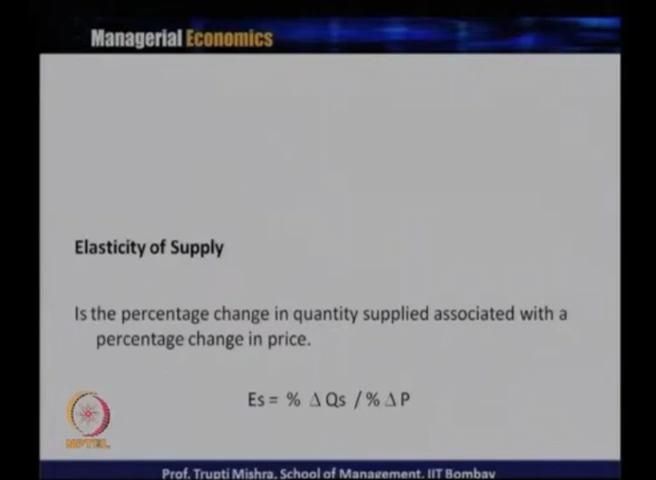 Managerial Economics
Elasticity of Supply
Is the percentage change in quantity supplied associated with a
percentage change in price.
Es = % Δ Qs / % Δ P
NPTEL
Prof. Trupti Mishra, School of Management, IIT Bombay